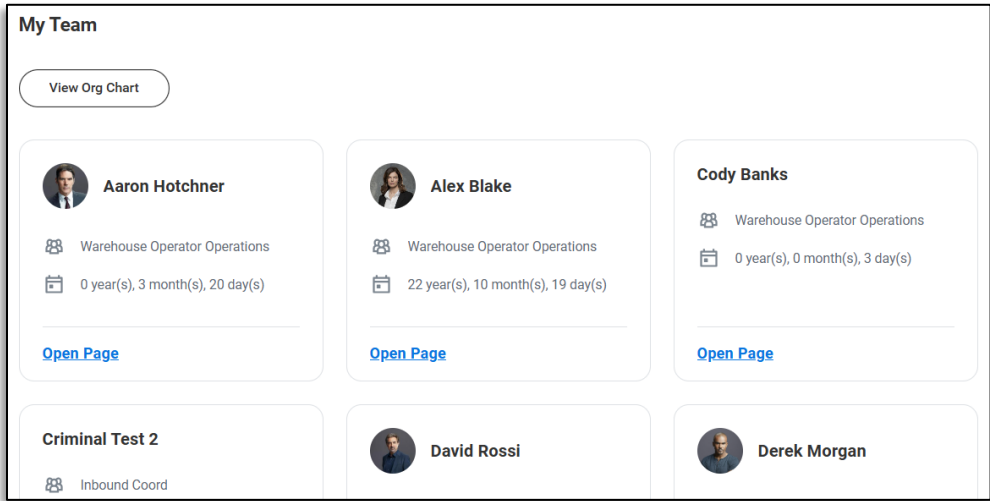 My Team
View Org Chart
Aaron Hotchner
Warehouse Operator Operations
0 year(s), 3 month(s), 20 day(s)
Open Page
Alex Blake
Warehouse Operator Operations
22 year(s), 10 month(s), 19 day(s)
Open Page
Cody Banks
Warehouse Operator Operations
0 year(s), 0 month(s), 3 day(s)
Open Page
Criminal Test 2
Inbound Coord
David Rossi
Derek Morgan